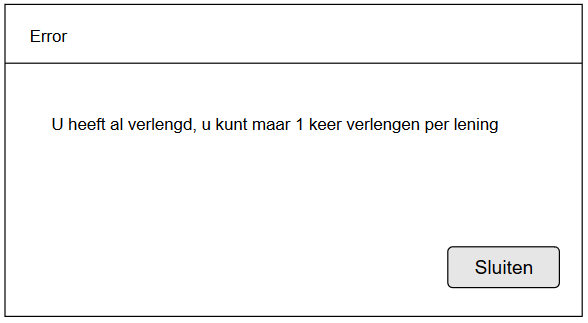 Error
U heeft al verlengd, u kunt maar 1 keer verlengen per lening
Sluiten